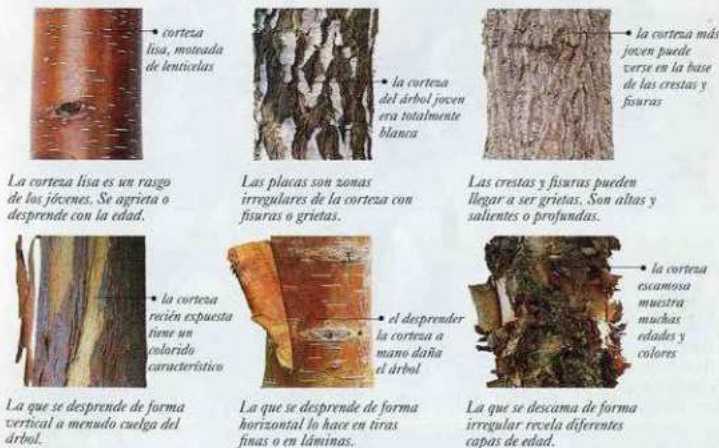 corteza
lisa, moteada
de lenticelas
la corteza
del árbol joven
era totalmente
blanca
la corteza más
joven puede
verse en la base
de las crestas y
fisuras
La corteza lisa es un rasgo
de los jóvenes. Se agrieta o
desprende con la edad.
Las placas son zonas
irregulares de la corteza con
fisuras o grietas.
Las crestas y fisuras pueden
llegar a ser grietas. Son altas y
salientes o profundas.
la corteza
recién expuesta
tiene un
colorido
característico
el desprender
la corteza a
mano daña
el árbol
la corteza
escamosa
muestra
muchas
edades y
colores
La que se desprende de forma
vertical a menudo cuelga del
árbol.
La que se desprende de forma
horizontal lo hace en tiras
finas o en láminas.
La que se descama de forma
irregular revela diferentes
capas de edad.